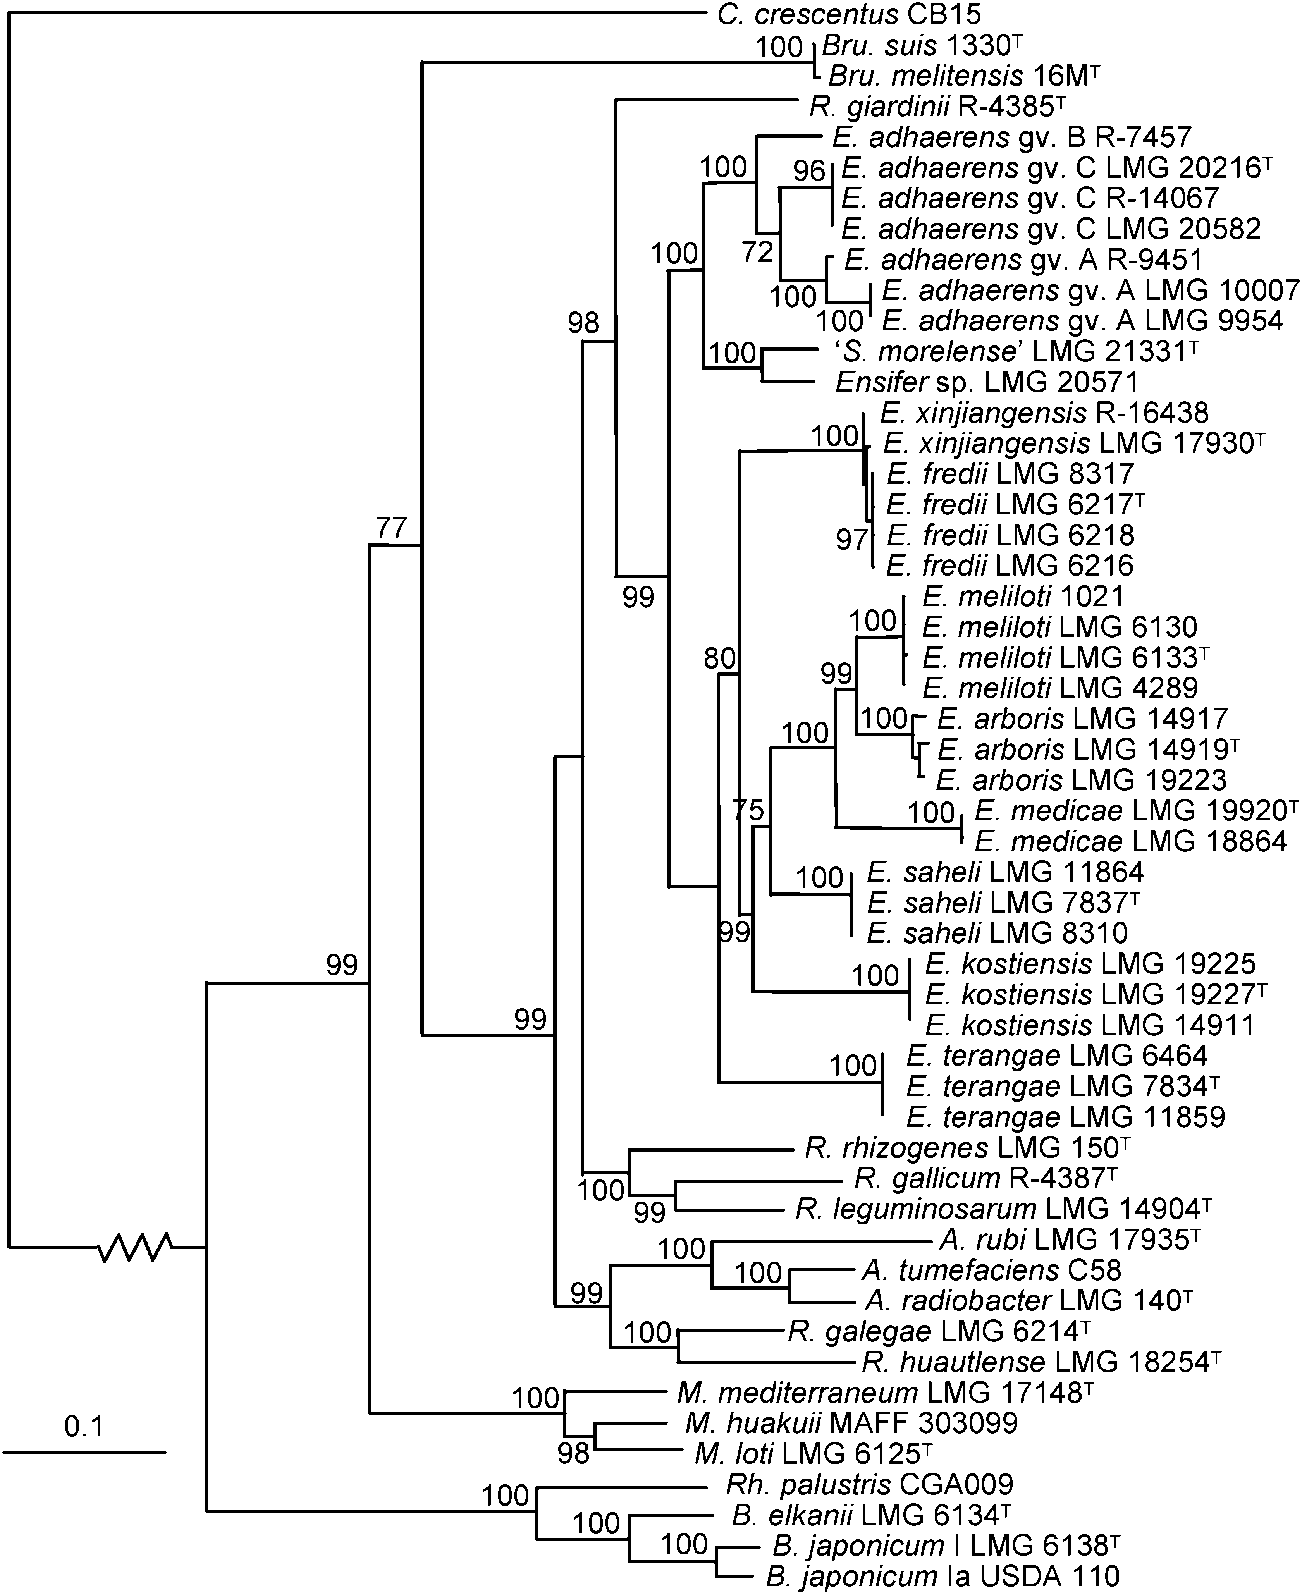 C. crescentus CB15
100 Bru. suis 1330ᵀ
Bru. melitensis 16Mᵀ
R. giardinii R-4385ᵀ
E. adhaerens gv. B R-7457
100 96 E. adhaerens gv. C LMG 20216ᵀ
E. adhaerens gv. C R-14067
E. adhaerens gv. C LMG 20582
100 72 E. adhaerens gv. A R-9451
100 E. adhaerens gv. A LMG 10007
98 100 E. adhaerens gv. A LMG 9954
100 ‘S. morelense’ LMG 21331ᵀ
Ensifer sp. LMG 20571
E. xinjiangensis R-16438
100 E. xinjiangensis LMG 17930ᵀ
E. fredii LMG 8317
E. fredii LMG 6217ᵀ
77 97 E. fredii LMG 6218
E. fredii LMG 6216
99 E. meliloti 1021
100 E. meliloti LMG 6130
80 E. meliloti LMG 6133ᵀ
99 E. meliloti LMG 4289
100 E. arboris LMG 14917
100 E. arboris LMG 14919ᵀ
E. arboris LMG 19223
75 100 E. medicae LMG 19920ᵀ
E. medicae LMG 18864
100 E. saheli LMG 11864
E. saheli LMG 7837ᵀ
99 E. saheli LMG 8310
99 100 E. kostiensis LMG 19225
E. kostiensis LMG 19227ᵀ
99 E. kostiensis LMG 14911
100 E. terangae LMG 6464
E. terangae LMG 7834ᵀ
E. terangae LMG 11859
R. rhizogenes LMG 150ᵀ
100 R. gallicum R-4387ᵀ
99 R. leguminosarum LMG 14904ᵀ
100 A. rubi LMG 17935ᵀ
100 A. tumefaciens C58
99 A. radiobacter LMG 140ᵀ
100 R. galegae LMG 6214ᵀ
R. huautlense LMG 18254ᵀ
100 M. mediterraneum LMG 17148ᵀ
0.1 M. huakuii MAFF 303099
98 M. loti LMG 6125ᵀ
100 Rh. palustris CGA009
100 B. elkanii LMG 6134ᵀ
100 B. japonicum I LMG 6138ᵀ
B. japonicum Ia USDA 110